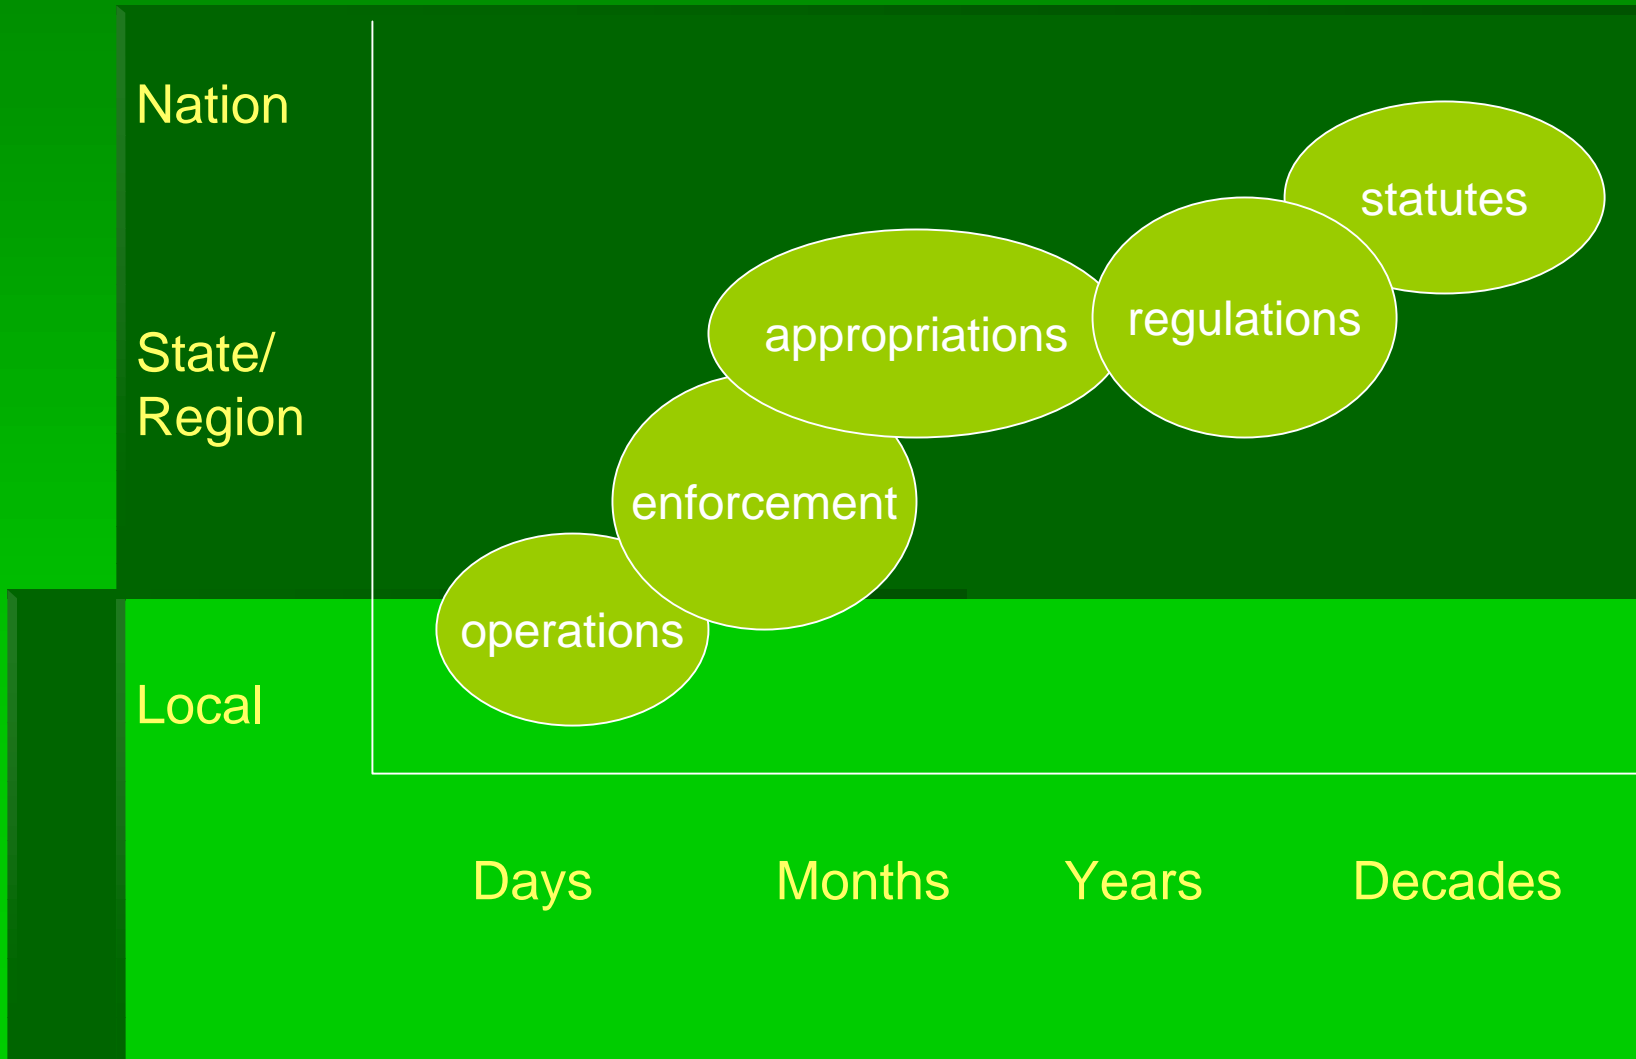 Nation
statutes
regulations
appropriations
State/
Region
enforcement
operations
Local
Days Months Years Decades